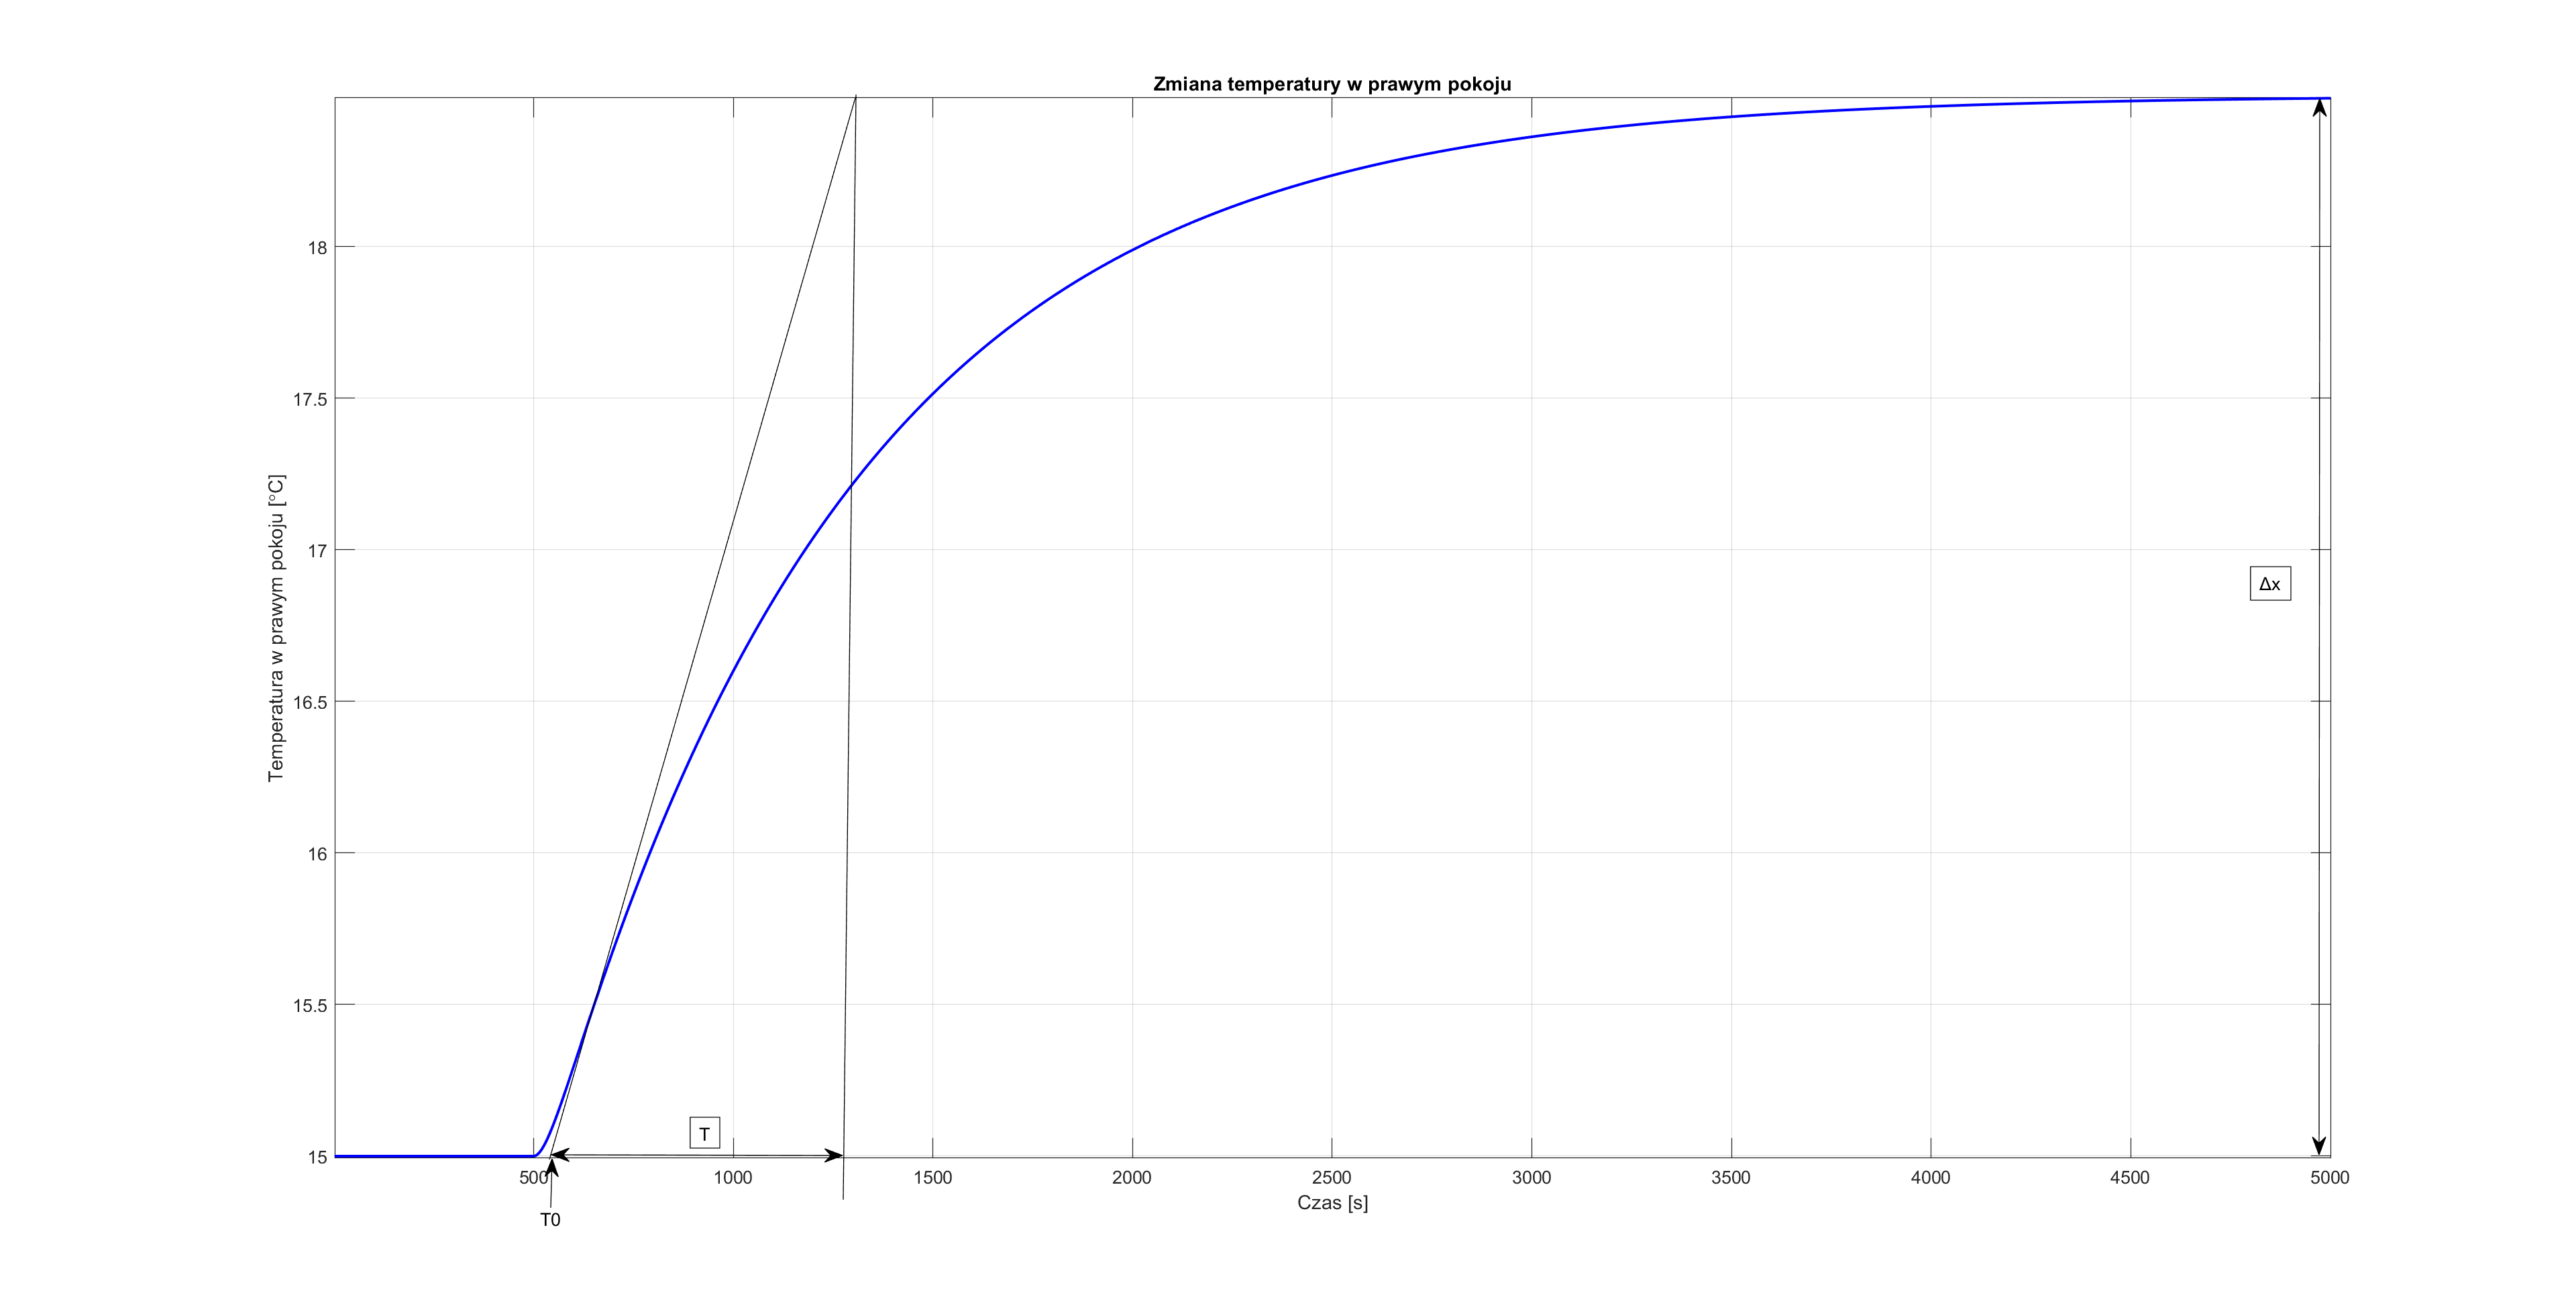 Zmiana temperatury w prawym pokoju
Temperatura w prawym pokoju [°C]
18
17.5
17
16.5
16
15.5
15
Δx
T
500
1000
1500
2000
2500
3000
3500
4000
4500
5000
Czas [s]
T0